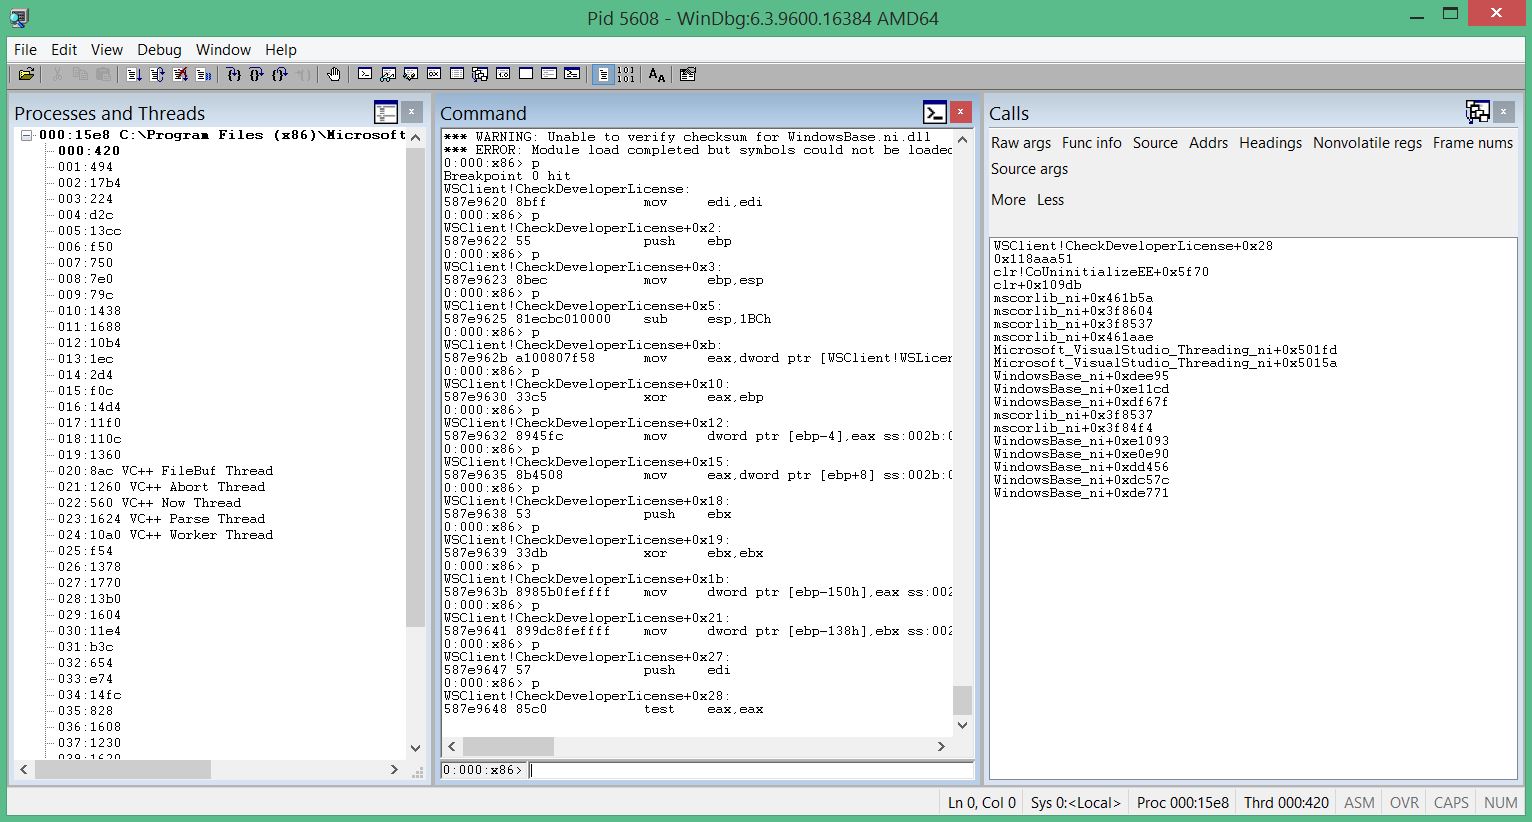 Pid 5608 - WinDbg:6.3.9600.16384 AMD64
File Edit View Debug Window Help
Processes and Threads
000:15e8 C:\Program Files (x86)\Microsoft
000:420
001:494
002:17b4
003:224
004:d2c
005:13cc
006:f50
007:750
008:7e0
009:79c
010:1438
011:1688
012:10b4
013:1ec
014:2d4
015:f0c
016:14d4
017:11f0
018:110c
019:1360
020:8ac VC++ FileBuf Thread
021:1260 VC++ Abort Thread
022:560 VC++ Now Thread
023:1624 VC++ Parse Thread
024:10a0 VC++ Worker Thread
025:f54
026:1378
027:1770
028:13b0
029:1604
030:11e4
031:b3c
032:654
033:e74
034:14fc
035:828
036:1608
037:1230
Command
*** WARNING: Unable to verify checksum for WindowsBase.ni.dll
*** ERROR: Module load completed but symbols could not be loaded
0:000:x86> p
Breakpoint 0 hit
WSClient!CheckDeveloperLicense:
587e9620 8bff mov edi,edi
0:000:x86> p
WSClient!CheckDeveloperLicense+0x2:
587e9622 55 push ebp
0:000:x86> p
WSClient!CheckDeveloperLicense+0x3:
587e9623 8bec mov ebp,esp
0:000:x86> p
WSClient!CheckDeveloperLicense+0x5:
587e9625 81ecbc010000 sub esp,1BCh
0:000:x86> p
WSClient!CheckDeveloperLicense+0xb:
587e962b a100807f58 mov eax,dword ptr [WSClient!WSLicen
0:000:x86> p
WSClient!CheckDeveloperLicense+0x10:
587e9630 33c5 xor eax,ebp
0:000:x86> p
WSClient!CheckDeveloperLicense+0x12:
587e9632 8945fc mov dword ptr [ebp-4],eax ss:002b:0
0:000:x86> p
WSClient!CheckDeveloperLicense+0x15:
587e9635 8b4508 mov eax,dword ptr [ebp+8] ss:002b:0
0:000:x86> p
WSClient!CheckDeveloperLicense+0x18:
587e9638 53 push ebx
0:000:x86> p
WSClient!CheckDeveloperLicense+0x19:
587e9639 33db xor ebx,ebx
0:000:x86> p
WSClient!CheckDeveloperLicense+0x1b:
587e963b 8985b0feffff mov dword ptr [ebp-150h],eax ss:002
0:000:x86> p
WSClient!CheckDeveloperLicense+0x21:
587e9641 899dc8feffff mov dword ptr [ebp-138h],ebx ss:002
0:000:x86> p
WSClient!CheckDeveloperLicense+0x27:
587e9647 57 push edi
0:000:x86> p
WSClient!CheckDeveloperLicense+0x28:
587e9648 85c0 test eax,eax
0:000:x86>
Calls
Raw args Func info Source Addrs Headings Nonvolatile regs Frame nums
Source args
More Less
WSClient!CheckDeveloperLicense+0x28
0x118aaa51
clr!CoUninitializeEE+0x5f70
clr+0x109db
mscorlib_ni+0x461b5a
mscorlib_ni+0x3f8604
mscorlib_ni+0x3f8537
mscorlib_ni+0x461aae
Microsoft_VisualStudio_Threading_ni+0x501fd
Microsoft_VisualStudio_Threading_ni+0x5015a
WindowsBase_ni+0xdee95
WindowsBase_ni+0xe11cd
WindowsBase_ni+0xdf67f
mscorlib_ni+0x3f8537
mscorlib_ni+0x3f84f4
WindowsBase_ni+0xe1093
WindowsBase_ni+0xe0e90
WindowsBase_ni+0xdd456
WindowsBase_ni+0xdc57c
WindowsBase_ni+0xde771
Ln 0, Col 0 Sys 0:<Local> Proc 000:15e8 Thrd 000:420 ASM OVR CAPS NUM